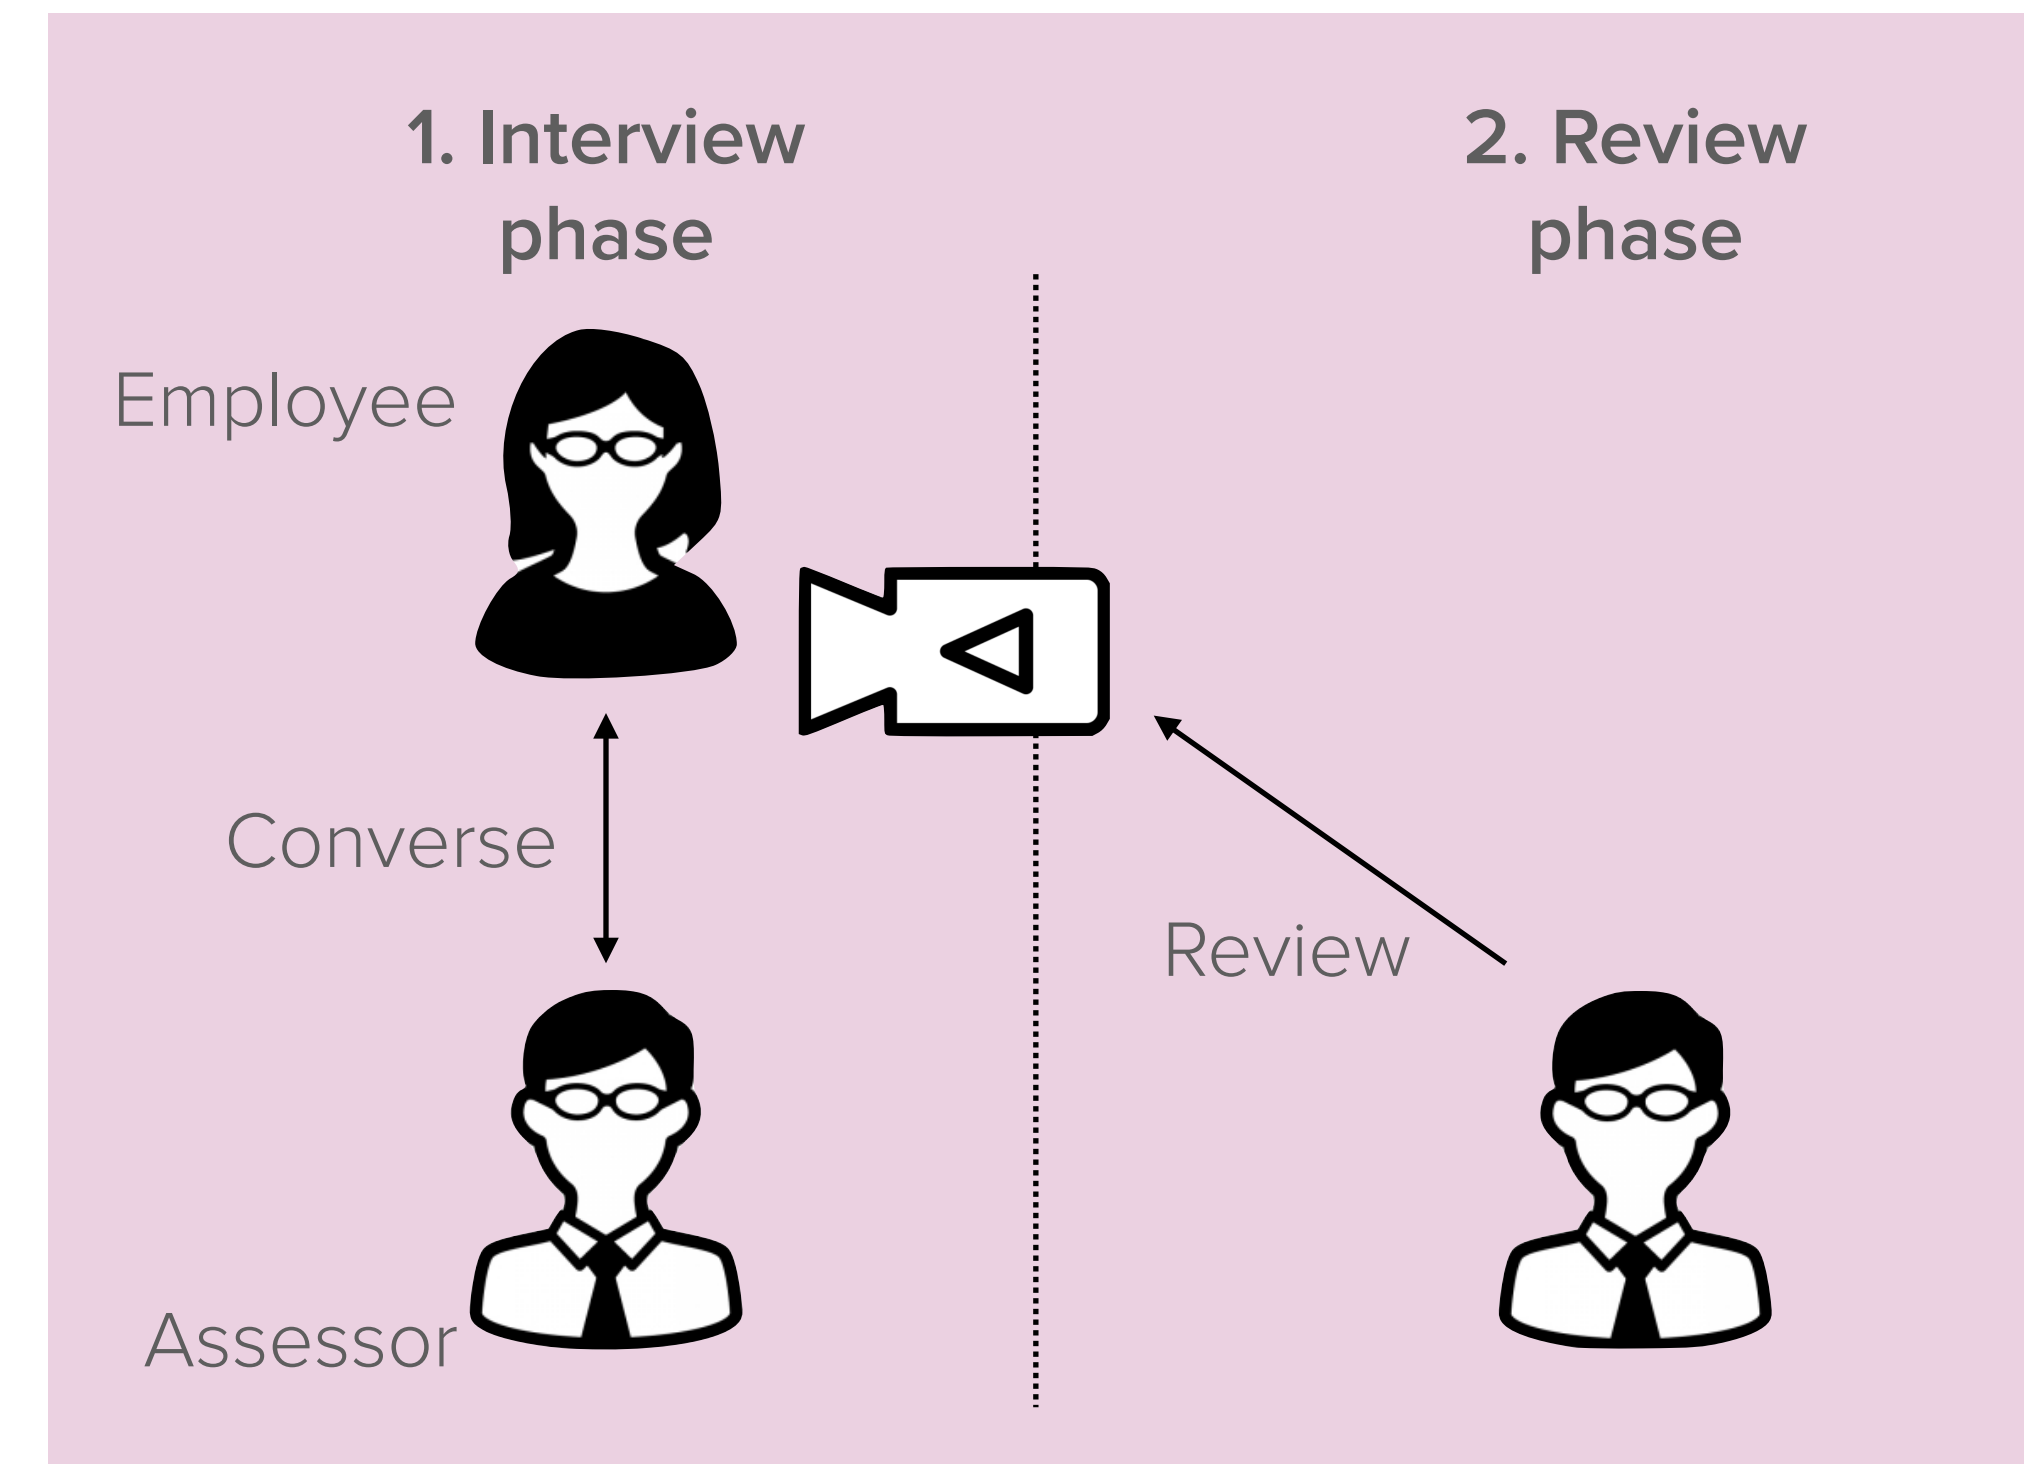 1. Interview
phase
2. Review
phase
Employee
Converse
Review
Assessor